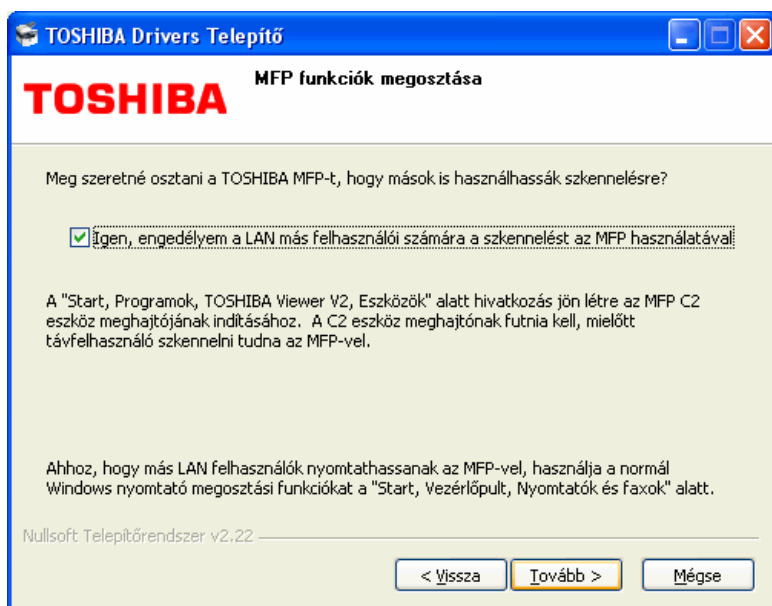 TOSHIBA Drivers Telepítő
MFP funkciók megosztása
TOSHIBA
Meg szeretné osztani a TOSHIBA MFP-t, hogy mások is használhassák szkennelésre?
Igen, engedélyem a LAN más felhasználói számára a szkennelést az MFP használatával
A "Start, Programok, TOSHIBA Viewer V2, Eszközök" alatt hivatkozás jön létre az MFP C2
eszköz meghajtójának indításához. A C2 eszköz meghajtónak futnia kell, mielőtt
távfelhasználó szkennelni tudna az MFP-vel.
Ahhoz, hogy más LAN felhasználók nyomtathassanak az MFP-vel, használja a normál
Windows nyomtató megosztási funkciókat a "Start, Vezérlőpult, Nyomtatók és faxok" alatt.
Nullsoft Telepítőrendszer v2.22
< Vissza
Tovább >
Mégse